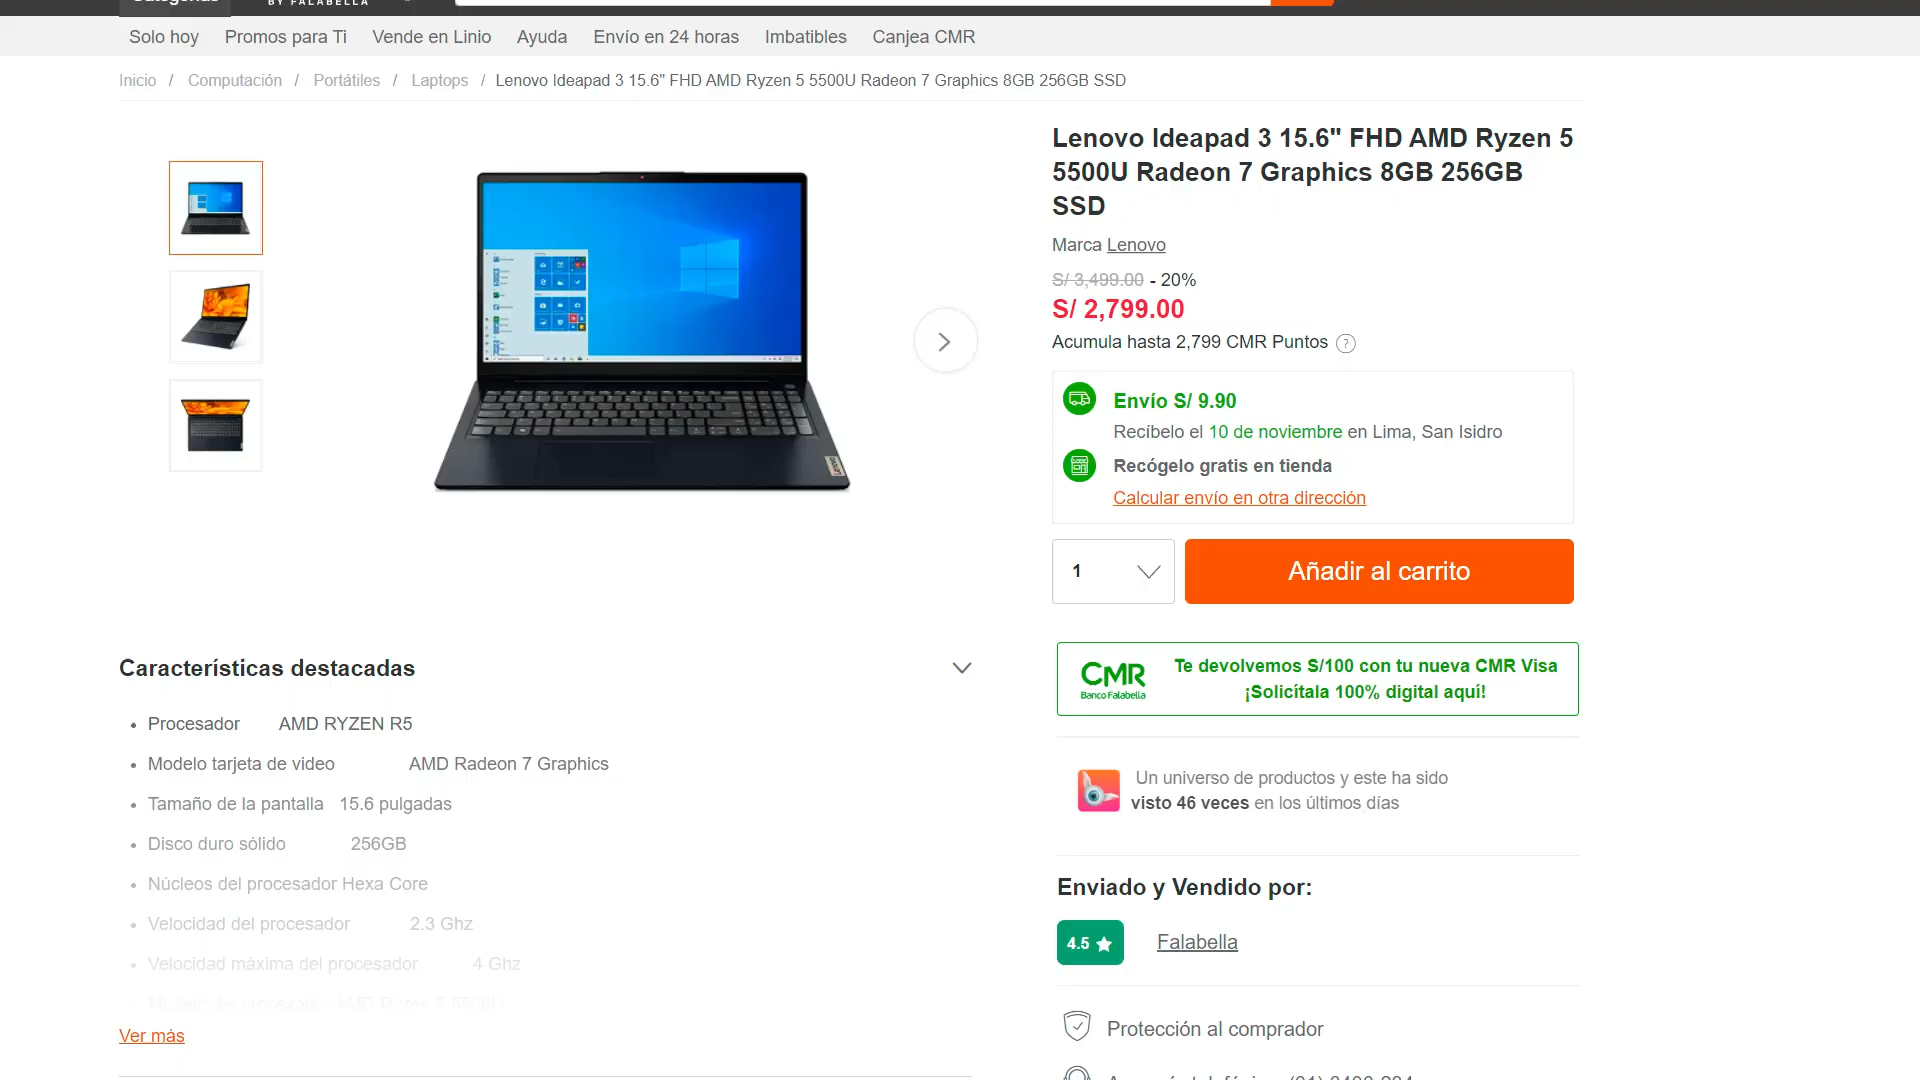 BY FALABELLA
Solo hoy Promos para Ti Vende en Linio Ayuda Envío en 24 horas Imbatibles Canjea CMR
Inicio / Computación / Portátiles / Laptops / Lenovo Ideapad 3 15.6" FHD AMD Ryzen 5 5500U Radeon 7 Graphics 8GB 256GB SSD
Lenovo Ideapad 3 15.6" FHD AMD Ryzen 5
5500U Radeon 7 Graphics 8GB 256GB
SSD
Marca Lenovo
S/ 3,499.00 - 20%
S/ 2,799.00
Acumula hasta 2,799 CMR Puntos ?
Envío S/ 9.90
Recíbelo el 10 de noviembre en Lima, San Isidro
Recógelo gratis en tienda
Calcular envío en otra dirección
1
Añadir al carrito
CMR
Banco Falabella
Te devolvemos S/100 con tu nueva CMR Visa
¡Solicítala 100% digital aquí!
Un universo de productos y este ha sido
visto 46 veces en los últimos días
Enviado y Vendido por:
4.5 Falabella
Protección al comprador
Características destacadas
Procesador AMD RYZEN R5
Modelo tarjeta de video AMD Radeon 7 Graphics
Tamaño de la pantalla 15.6 pulgadas
Disco duro sólido 256GB
Núcleos del procesador Hexa Core
Velocidad del procesador 2.3 Ghz
Velocidad máxima del procesador 4 Ghz
Modelo del procesador AMD Ryzen 5 5500U
Ver más